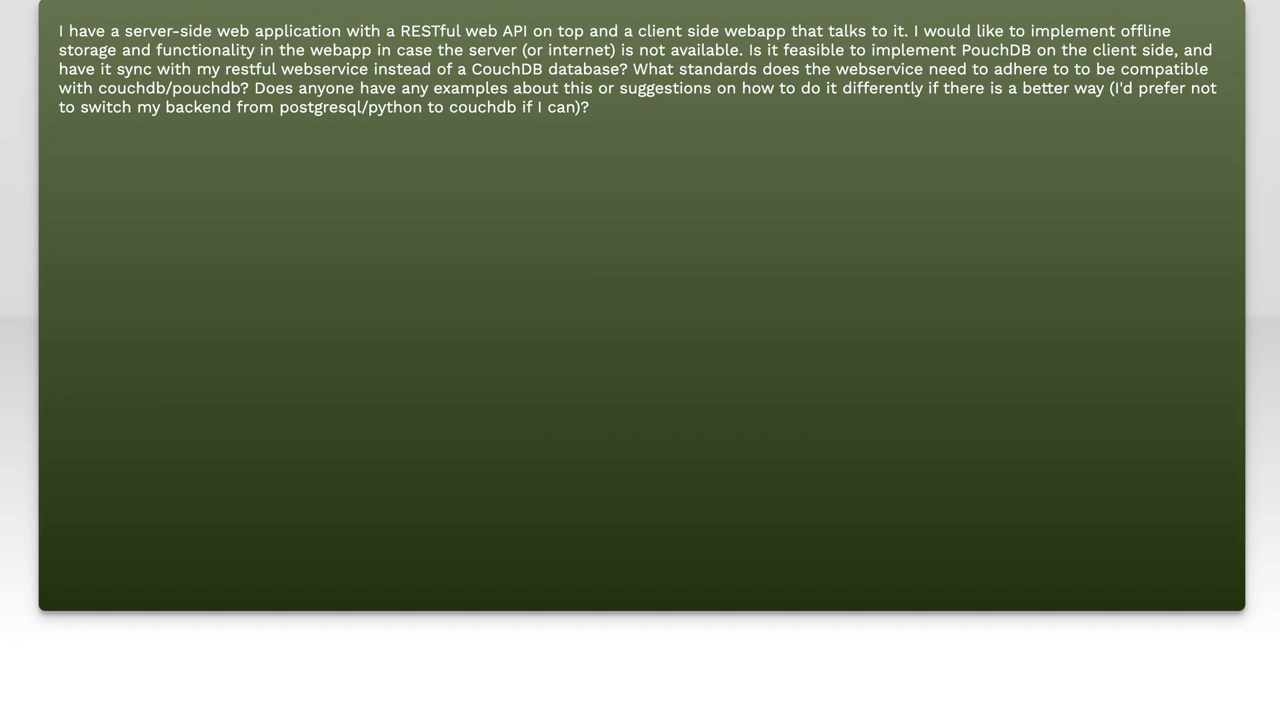 I have a server-side web application with a RESTful web API on top and a client side webapp that talks to it. I would like to implement offline
storage and functionality in the webapp in case the server (or internet) is not available. Is it feasible to implement PouchDB on the client side, and
have it sync with my restful webservice instead of a CouchDB database? What standards does the webservice need to adhere to to be compatible
with couchdb/pouchdb? Does anyone have any examples about this or suggestions on how to do it differently if there is a better way (I'd prefer not
to switch my backend from postgresql/python to couchdb if I can)?